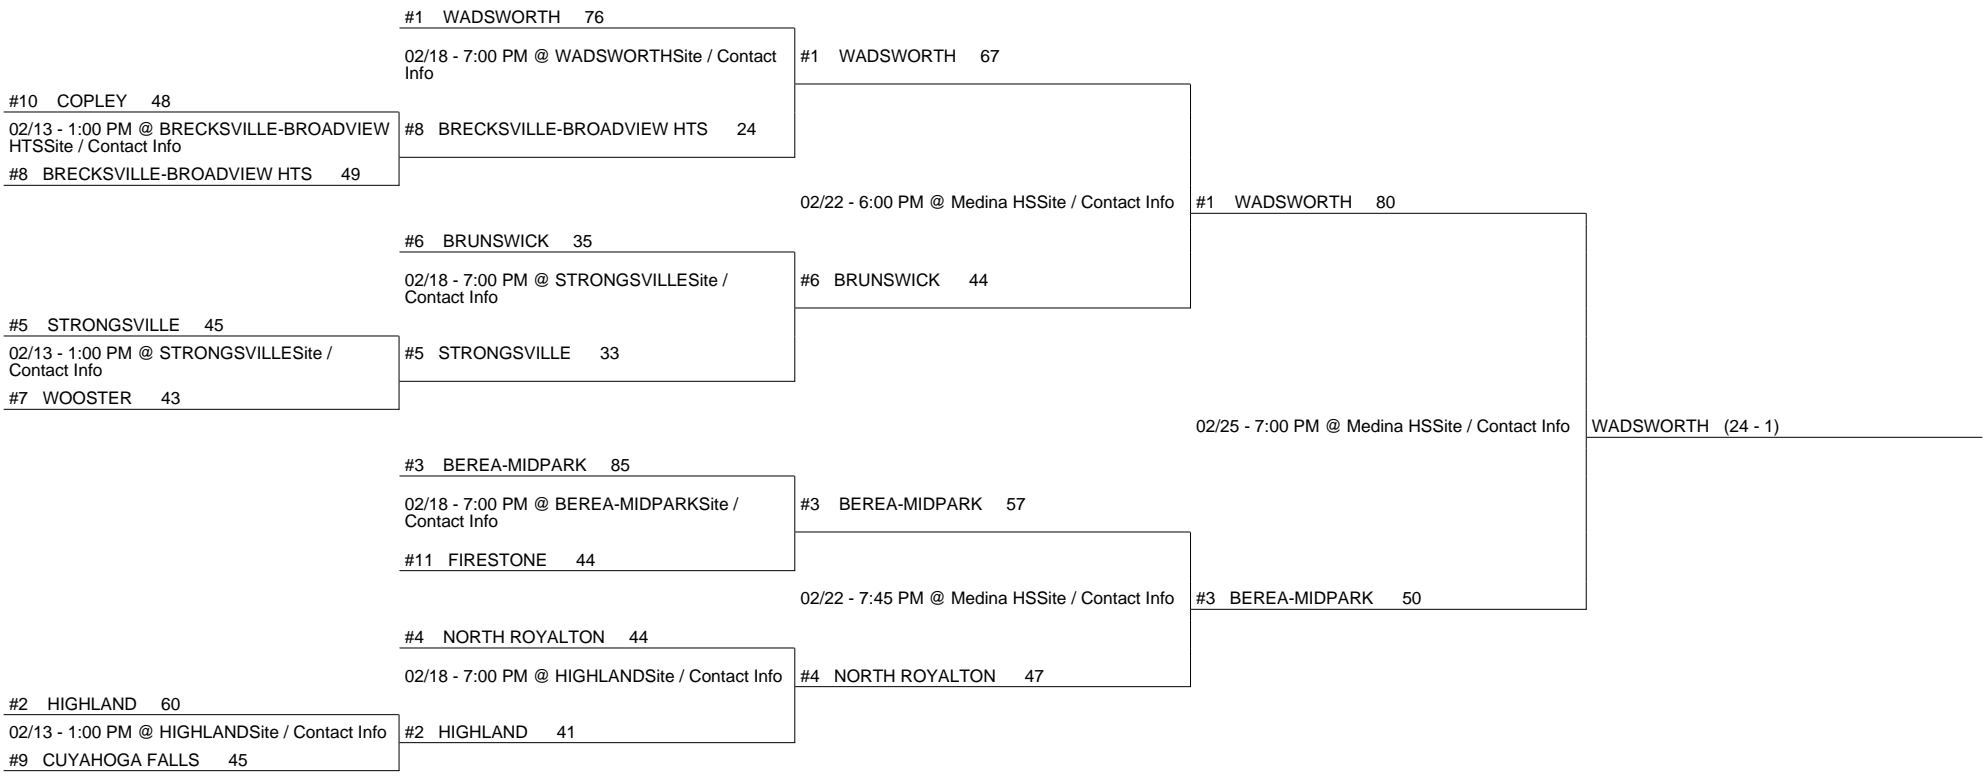 #1 WADSWORTH 76
02/18 - 7:00 PM @ WADSWORTHSite / Contact
Info
#1 WADSWORTH 67
#10 COPLEY 48
02/13 - 1:00 PM @ BRECKSVILLE-BROADVIEW
HTSSite / Contact Info
#8 BRECKSVILLE-BROADVIEW HTS 24
#8 BRECKSVILLE-BROADVIEW HTS 49
02/22 - 6:00 PM @ Medina HSSite / Contact Info
#1 WADSWORTH 80
#6 BRUNSWICK 35
02/18 - 7:00 PM @ STRONGSVILLESite /
Contact Info
#6 BRUNSWICK 44
#5 STRONGSVILLE 45
02/13 - 1:00 PM @ STRONGSVILLESite /
Contact Info
#5 STRONGSVILLE 33
#7 WOOSTER 43
02/25 - 7:00 PM @ Medina HSSite / Contact Info
WADSWORTH (24 - 1)
#3 BEREA-MIDPARK 85
02/18 - 7:00 PM @ BEREA-MIDPARKSite /
Contact Info
#3 BEREA-MIDPARK 57
#11 FIRESTONE 44
02/22 - 7:45 PM @ Medina HSSite / Contact Info
#3 BEREA-MIDPARK 50
#4 NORTH ROYALTON 44
02/18 - 7:00 PM @ HIGHLANDSite / Contact Info
#4 NORTH ROYALTON 47
#2 HIGHLAND 60
02/13 - 1:00 PM @ HIGHLANDSite / Contact Info
#2 HIGHLAND 41
#9 CUYAHOGA FALLS 45